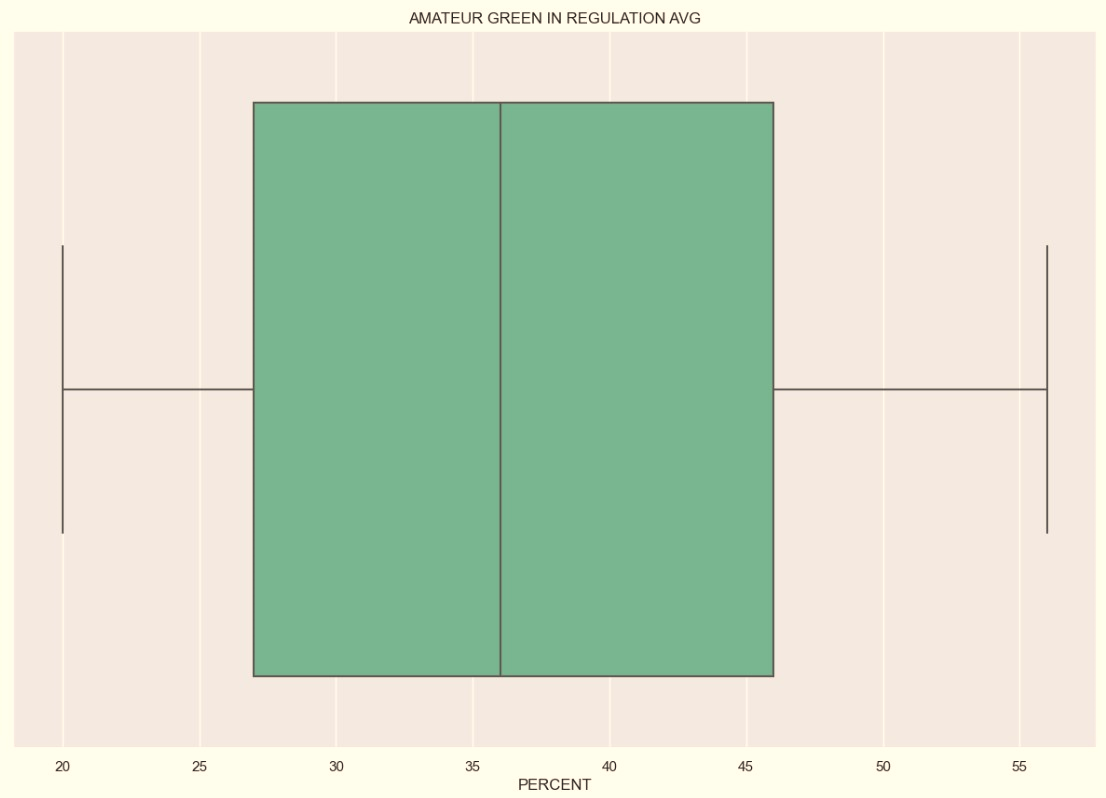 AMATEUR GREEN IN REGULATION AVG
20 25 30 35 40 45 50 55
PERCENT